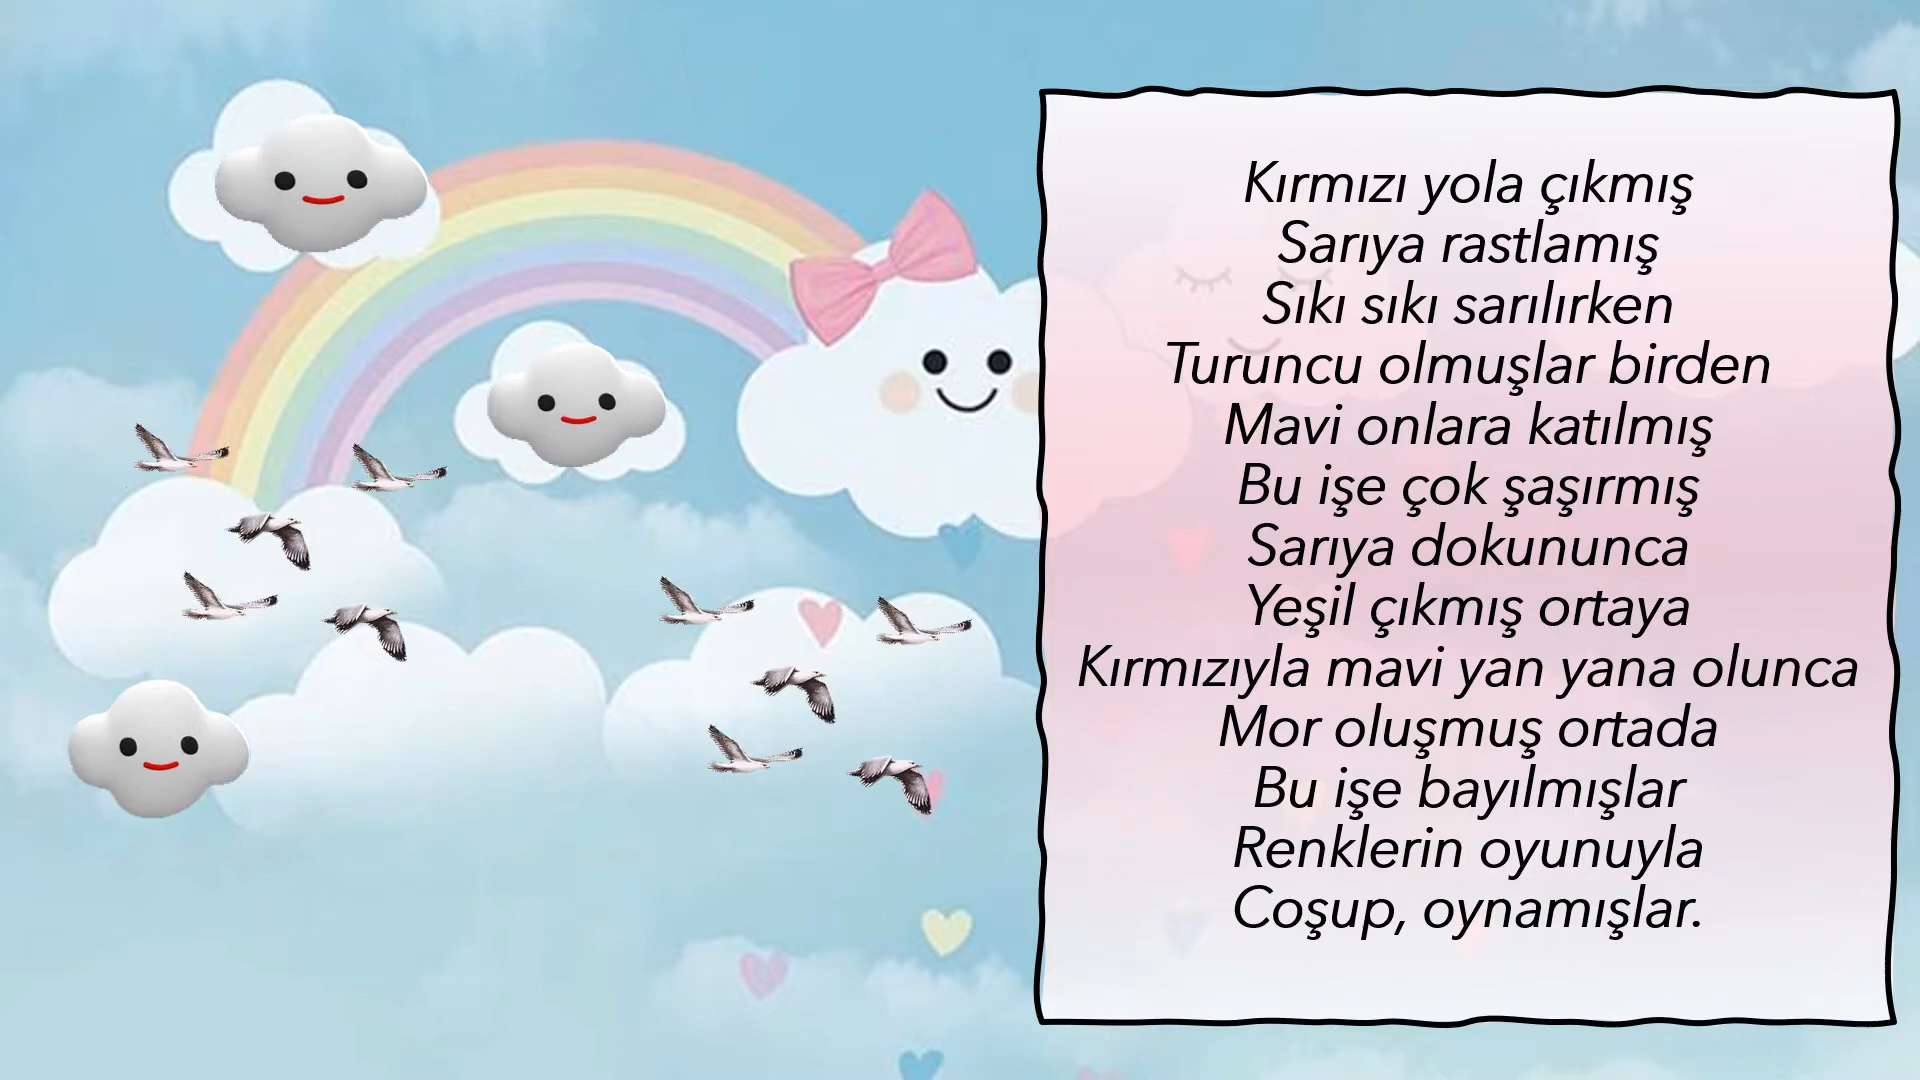 Kırmızı yola çıkmış
Sarıya rastlamış
Sıkı sıkı sarılırken
Turuncu olmuşlar birden
Mavi onlara katılmış
Bu işe çok şaşırmış
Sarıya dokununca
Yeşil çıkmış ortaya
Kırmızıyla mavi yan yana olunca
Mor oluşmuş ortada
Bu işe bayılmışlar
Renklerin oyunuyla
Coşup, oynamışlar.